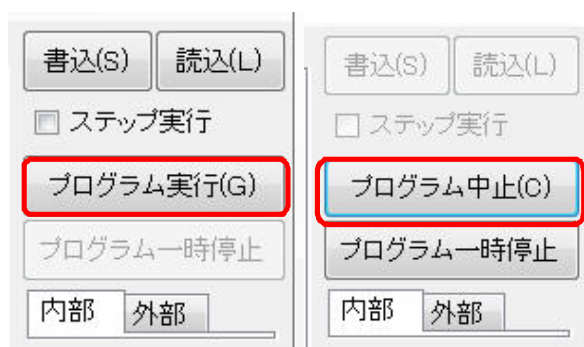 書込(S) 読込(L)
ステップ実行
プログラム実行(G)
プログラム一時停止
内部 外部
書込(S) 読込(L)
ステップ実行
プログラム中止(C)
プログラム一時停止
内部 外部